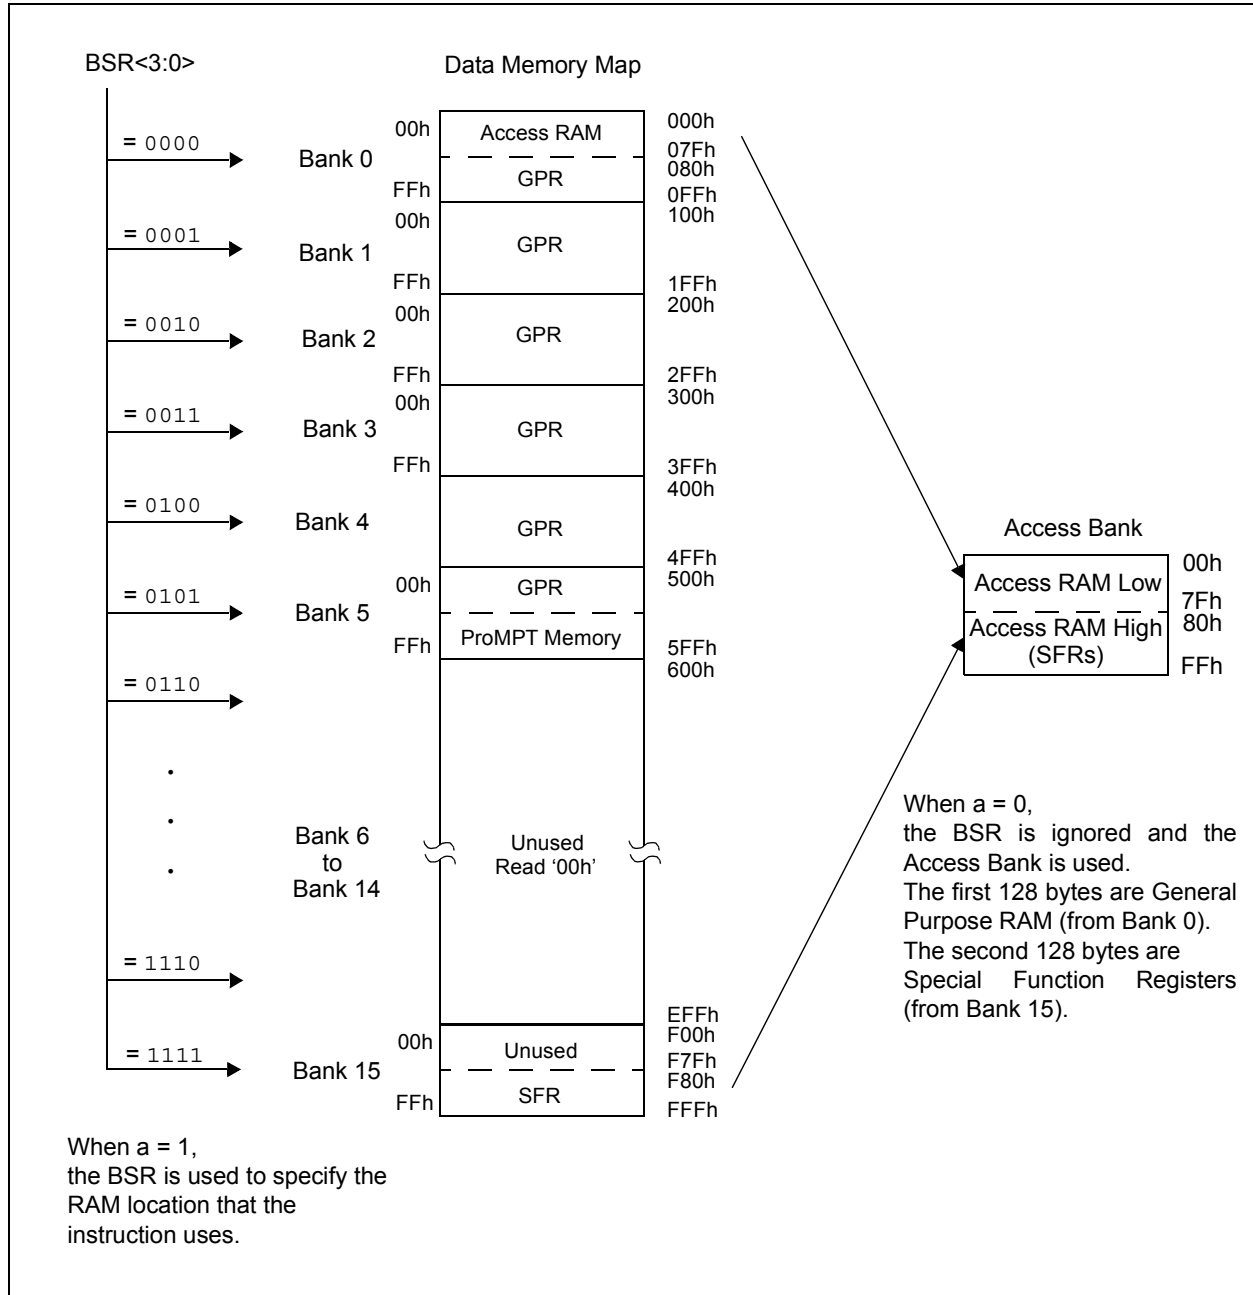 BSR<3:0>
Data Memory Map
= 0000
Bank 0
00h
Access RAM
000h
07Fh
080h
GPR
FFh
0FFh
= 0001
Bank 1
00h
GPR
100h
FFh
1FFh
= 0010
Bank 2
00h
GPR
200h
FFh
2FFh
= 0011
Bank 3
00h
GPR
300h
FFh
3FFh
= 0100
Bank 4
GPR
400h
4FFh
= 0101
Bank 5
00h
GPR
500h
ProMPT Memory
FFh
5FFh
600h
= 0110
.
.
.
Bank 6
to
Bank 14
Unused
Read ‘00h’
= 1110
EFFh
F00h
= 1111
Bank 15
00h
Unused
F7Fh
F80h
FFh
SFR
FFFh
Access Bank
Access RAM Low
00h
7Fh
80h
Access RAM High
(SFRs)
FFh
When a = 0,
the BSR is ignored and the
Access Bank is used.
The first 128 bytes are General
Purpose RAM (from Bank 0).
The second 128 bytes are
Special Function Registers
(from Bank 15).
When a = 1,
the BSR is used to specify the
RAM location that the
instruction uses.